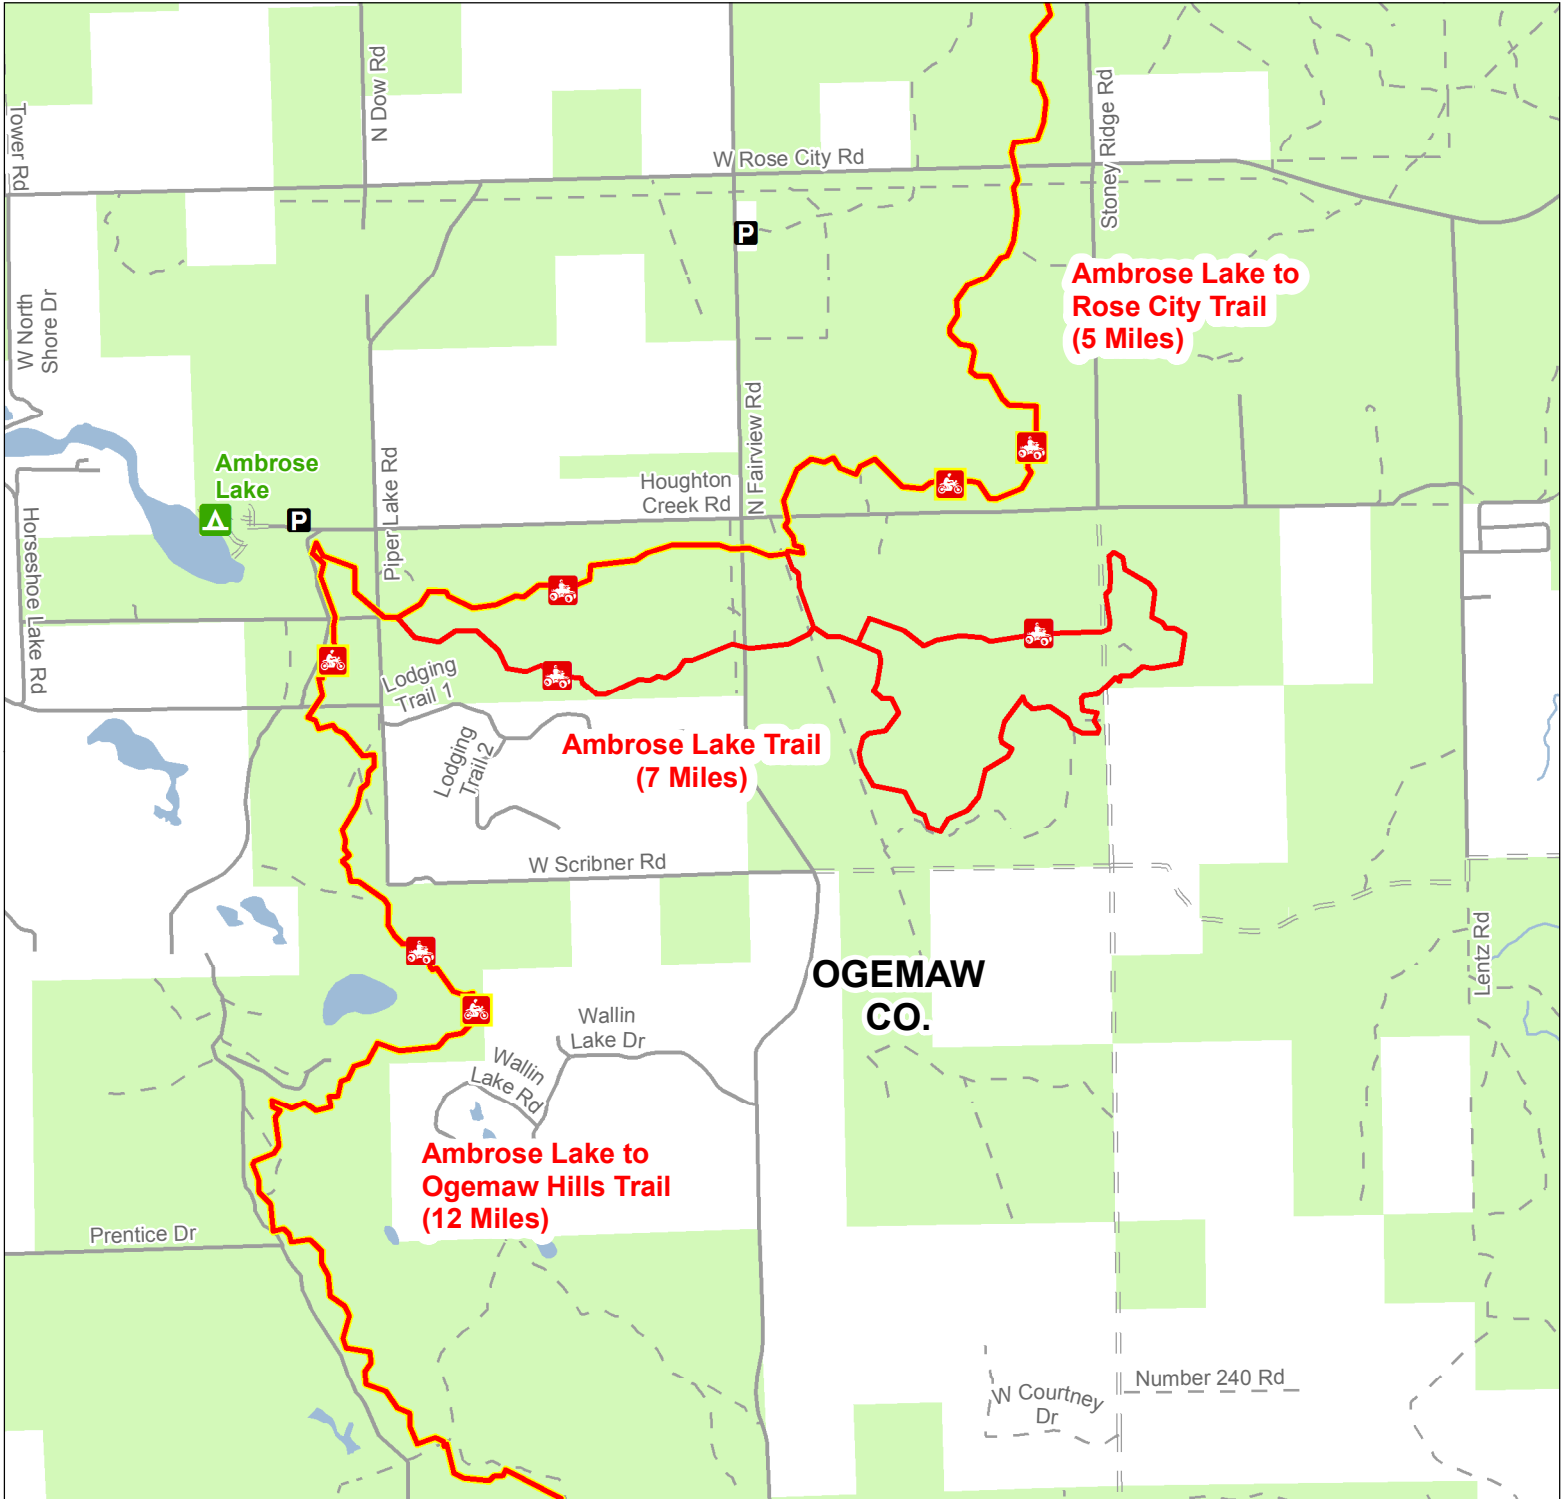 N Dow Rd
Tower Rd
Stoney Ridge Rd
W Rose City Rd
P
W North
Shore Dr
Ambrose Lake to
Rose City Trail
(5 Miles)
N Fairview Rd
Ambrose
Lake
Piper Lake Rd
Houghton
Creek Rd
P
Horseshoe Lake Rd
Lodging
Trail 1
Lodging
Trail 2
Ambrose Lake Trail
(7 Miles)
W Scribner Rd
Lentz Rd
OGEMAW
CO.
Wallin
Lake Dr
Wallin
Lake Rd
Ambrose Lake to
Ogemaw Hills Trail
(12 Miles)
Prentice Dr
Number 240 Rd
W Courtney
Dr